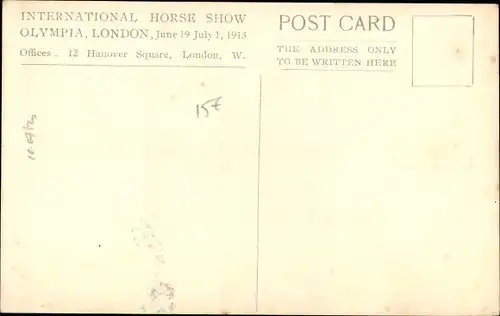 INTERNATIONAL HORSE SHOW
OLYMPIA, LONDON, June 19 July 1, 1913
Offices - 12 Hanover Square, London, W.
POST CARD
THE ADDRESS ONLY
TO BE WRITTEN HERE
15€